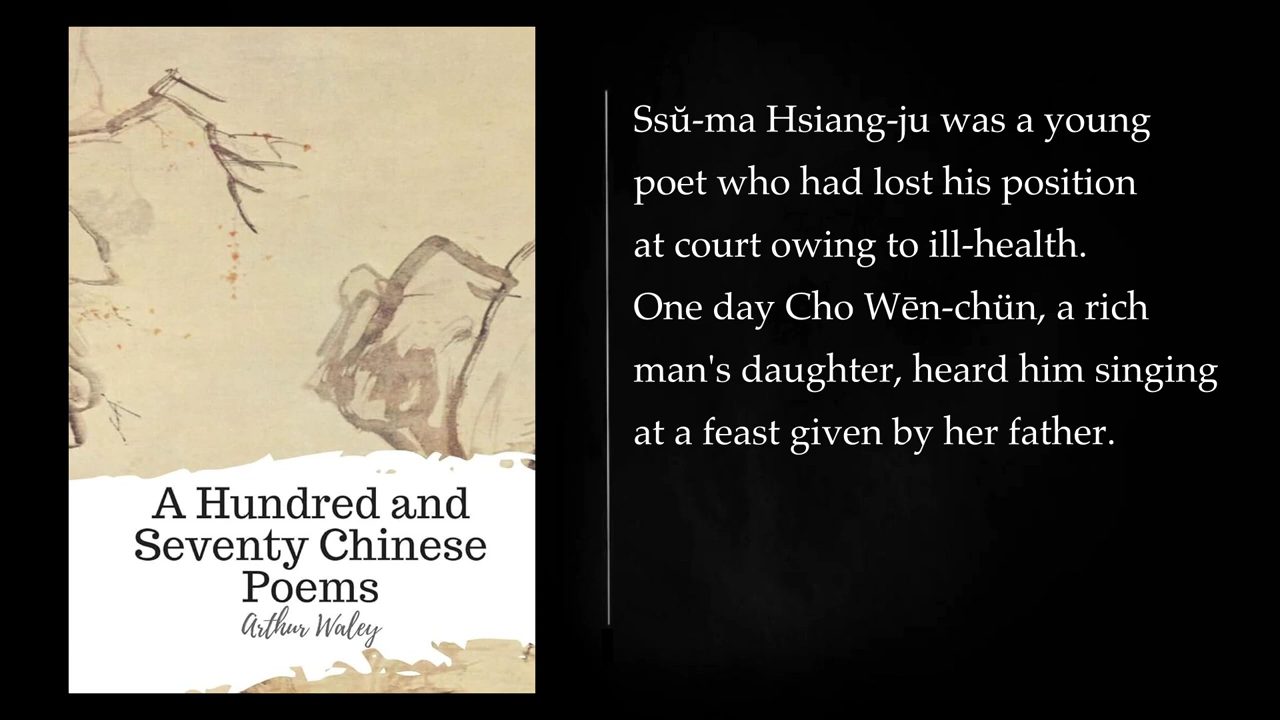 A Hundred and
Seventy Chinese
Poems
Arthur Waley
Ssŭ-ma Hsiang-ju was a young
poet who had lost his position
at court owing to ill-health.
One day Cho Wēn-chün, a rich
man's daughter, heard him singing
at a feast given by her father.